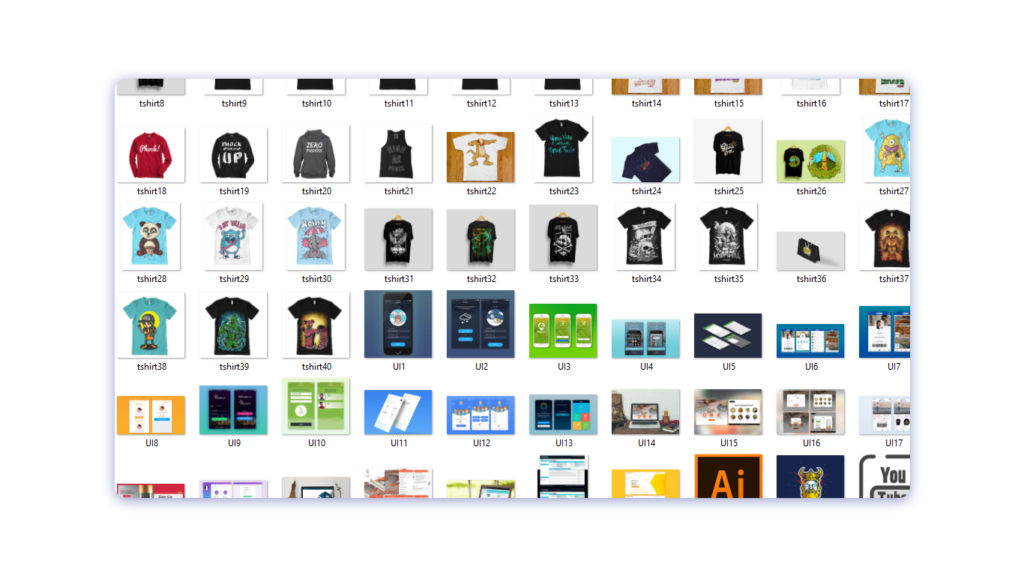 tshirt8 tshirt9 tshirt10 tshirt11 tshirt12 tshirt13 tshirt14 tshirt15 tshirt16 tshirt17
Phock!
PHOCK
UP
ZERO
tshirt18 tshirt19 tshirt20 tshirt21 tshirt22 tshirt23 tshirt24 tshirt25 tshirt26 tshirt27
tshirt28 tshirt29 tshirt30 tshirt31 tshirt32 tshirt33 tshirt34 tshirt35 tshirt36 tshirt37
tshirt38 tshirt39 tshirt40 UI1 UI2 UI3 UI4 UI5 UI6 UI7
UI8 UI9 UI10 UI11 UI12 UI13 UI14 UI15 UI16 UI17
Ai
You
Tube